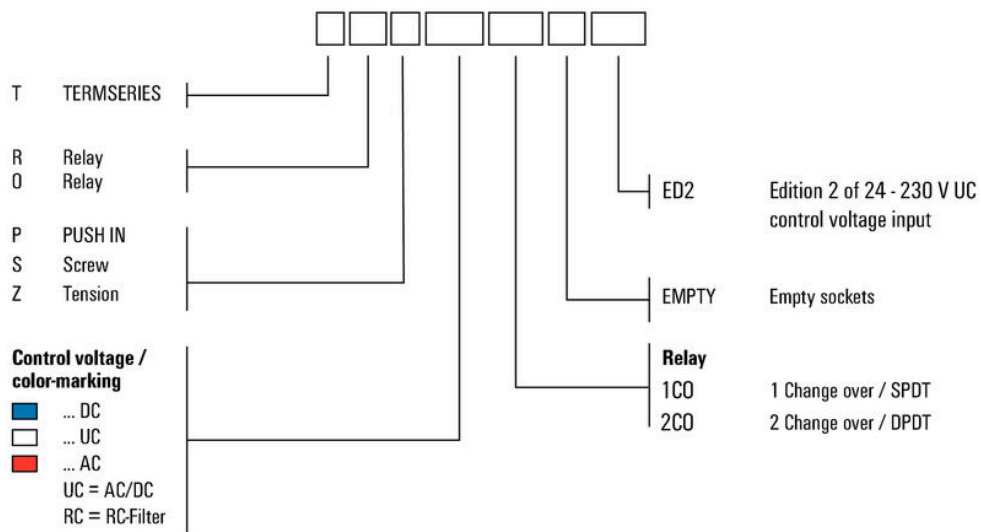 T TERMSERIES
R Relay
O Relay
P PUSH IN
S Screw
Z Tension
Control voltage /
color-marking
... DC
... UC
... AC
UC = AC/DC
RC = RC-Filter
ED2 Edition 2 of 24 - 230 V UC
control voltage input
EMPTY Empty sockets
Relay
1CO 1 Change over / SPDT
2CO 2 Change over / DPDT